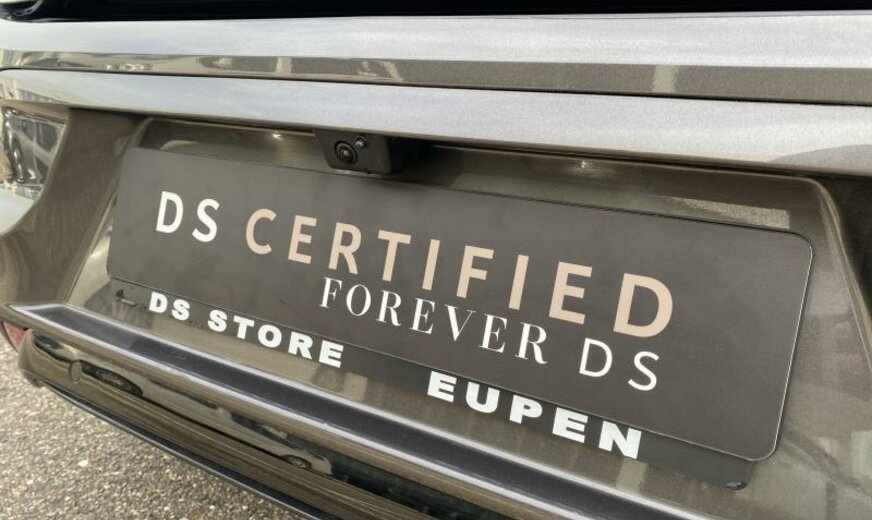 DS CERTIFIED
FOREVER DS
DS STORE EUPEN